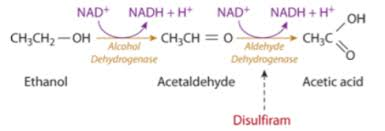 NAD⁺ NADH + H⁺ NAD⁺ NADH + H⁺
OH
CH₃CH₂—OH Alcohol Dehydrogenase CH₃CH = O Aldehyde Dehydrogenase CH₃C
O
Ethanol Acetaldehyde Acetic acid
Disulfiram